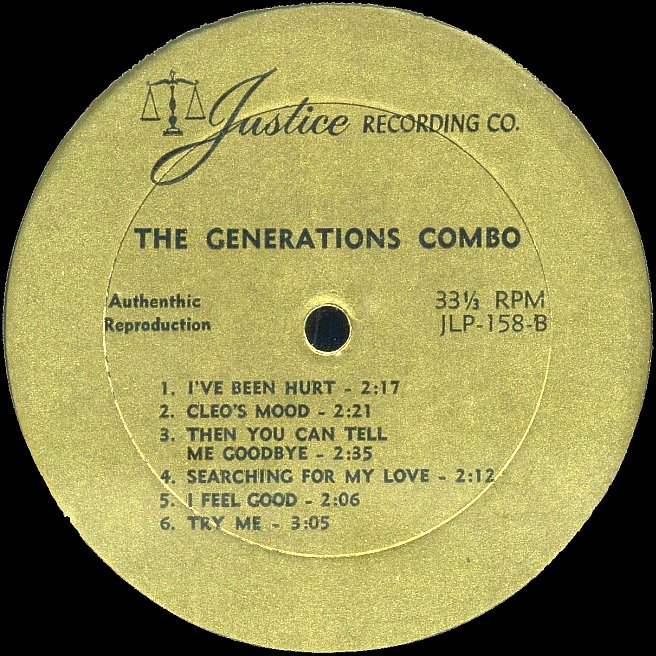 Justice RECORDING CO.
THE GENERATIONS COMBO
Authenthic
Reproduction
33⅓ RPM
JLP-158-B
1. I'VE BEEN HURT - 2:17
2. CLEO'S MOOD - 2:21
3. THEN YOU CAN TELL
ME GOODBYE - 2:35
4. SEARCHING FOR MY LOVE - 2:12
5. I FEEL GOOD - 2:06
6. TRY ME - 3:05